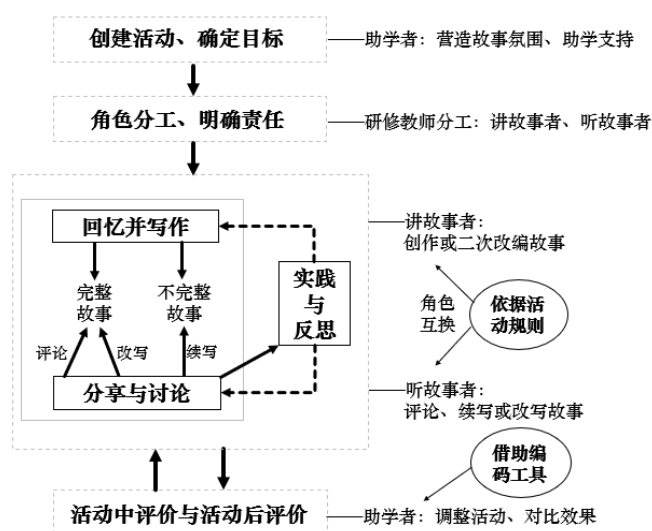 创建活动、确定目标
助学者：营造故事氛围、助学支持
角色分工、明确责任
研修教师分工：讲故事者、听故事者
回忆并写作
讲故事者：
创作或二次改编故事
完整
故事
不完整
故事
实践
与
反思
角色
互换
依据活
动规则
评论
改写
续写
分享与讨论
听故事者：
评论、续写或改写故事
借助编
码工具
活动中评价与活动后评价
助学者：调整活动、对比效果